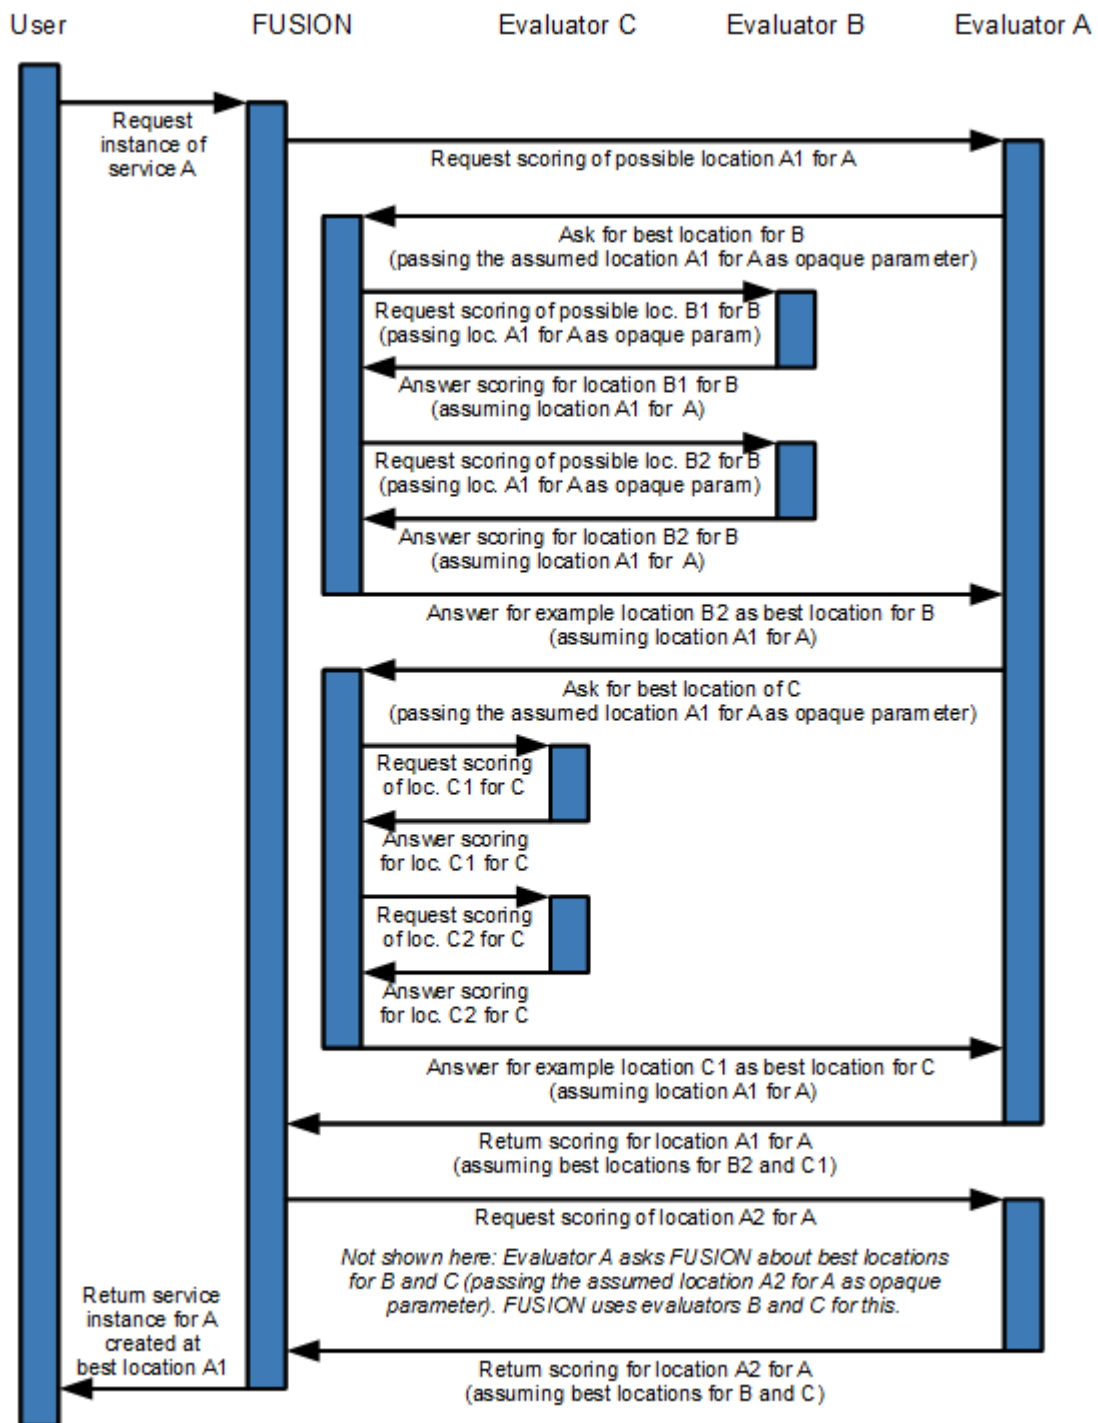 User FUSION Evaluator C Evaluator B Evaluator A
Request
instance of
service A
Request scoring of possible location A1 for A
Ask for best location for B
(passing the assumed location A1 for A as opaque parameter)
Request scoring of possible loc. B1 for B
(passing loc. A1 for A as opaque param)
Answer scoring for location B1 for B
(assuming location A1 for A)
Request scoring of possible loc. B2 for B
(passing loc. A1 for A as opaque param)
Answer scoring for location B2 for B
(assuming location A1 for A)
Answer for example location B2 as best location for B
(assuming location A1 for A)
Ask for best location of C
(passing the assumed location A1 for A as opaque parameter)
Request scoring
of loc. C1 for C
Answer scoring
for loc. C1 for C
Request scoring
of loc. C2 for C
Answer scoring
for loc. C2 for C
Answer for example location C1 as best location for C
(assuming location A1 for A)
Return scoring for location A1 for A
(assuming best locations for B2 and C1)
Request scoring of location A2 for A
Not shown here: Evaluator A asks FUSION about best locations
for B and C (passing the assumed location A2 for A as opaque
parameter). FUSION uses evaluators B and C for this.
Return service
instance for A
created at
best location A1
Return scoring for location A2 for A
(assuming best locations for B and C)